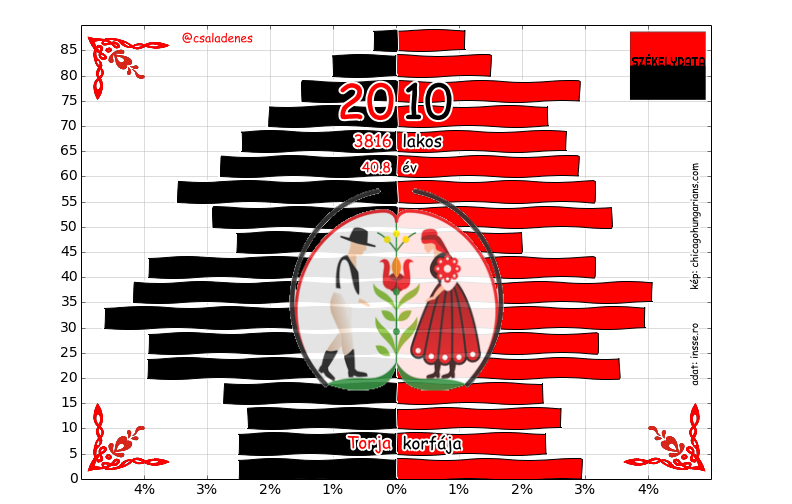 @csaladenes
SZÉKELYDATA
2010
3816 lakos
40.8 év
Torja korfája
kép: chicagohungarians.com
adat: insse.ro
85
80
75
70
65
60
55
50
45
40
35
30
25
20
15
10
5
0
4% 3% 2% 1% 0% 1% 2% 3% 4%